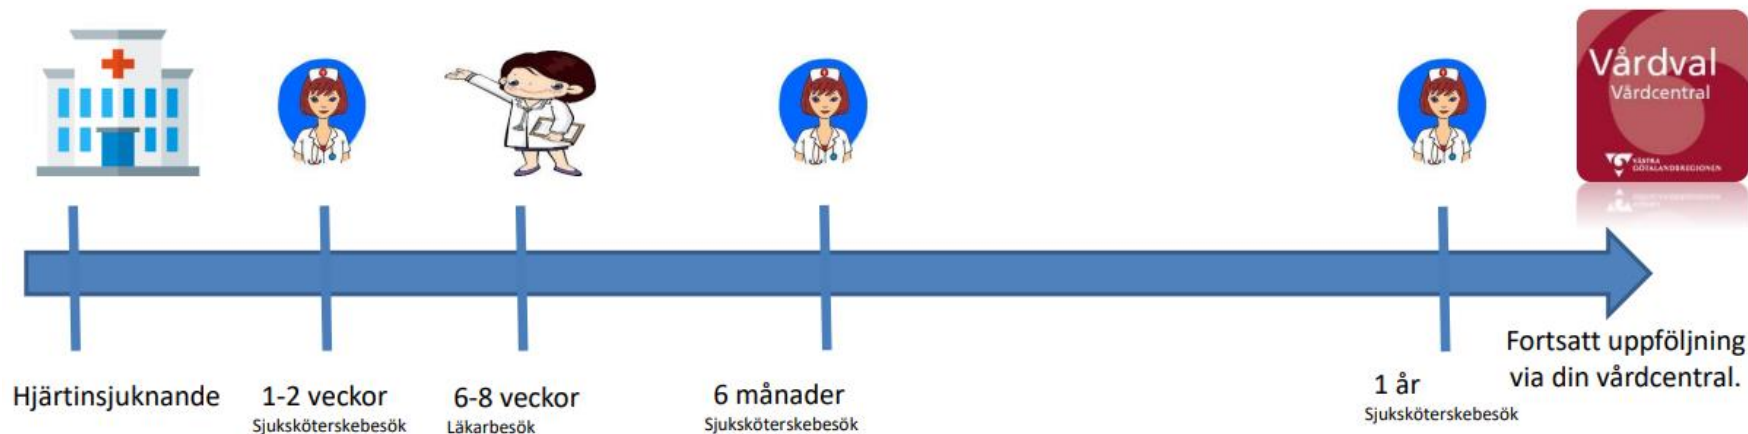 Vårdval
Vårdcentral
VÄSTRA
GÖTALANDSREGIONEN
Hjärtinsjuknande
1-2 veckor
Sjuksköterskebesök
6-8 veckor
Läkarbesök
6 månader
Sjuksköterskebesök
1 år
Sjuksköterskebesök
Fortsatt uppföljning
via din vårdcentral.